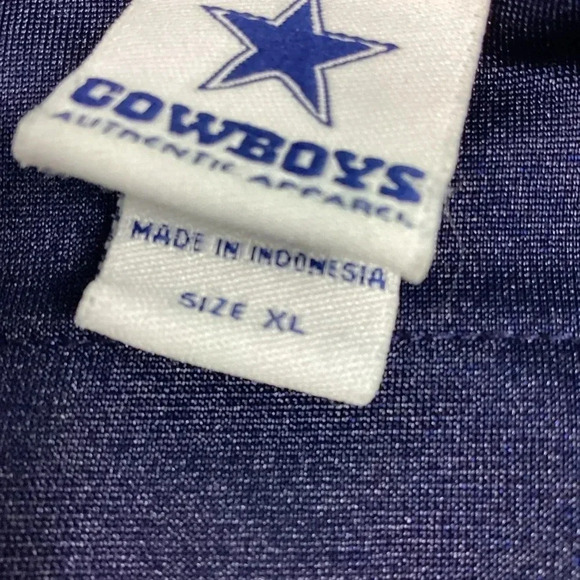 COWBOYS
AUTHENTIC APPAREL
MADE IN INDONESIA
SIZE XL